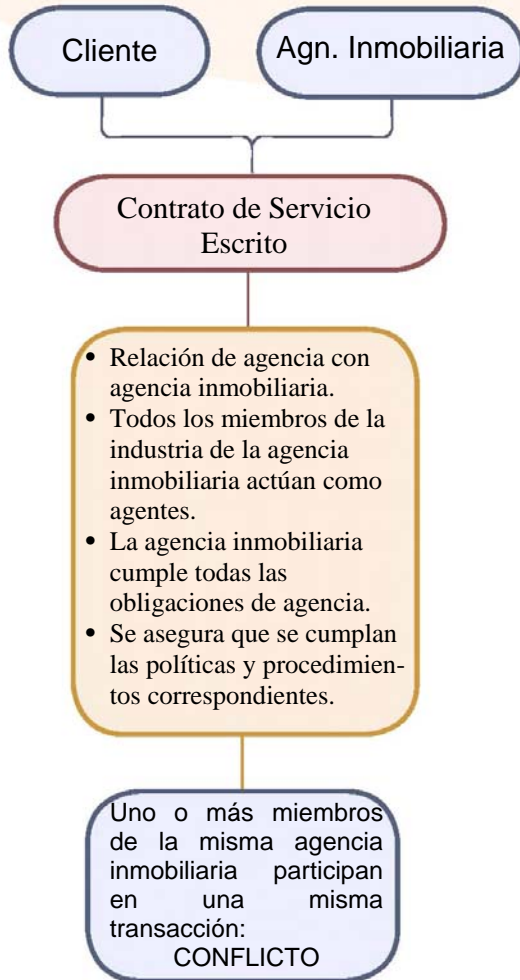 Cliente
Agn. Inmobiliaria
Contrato de Servicio
Escrito
• Relación de agencia con
agencia inmobiliaria.
• Todos los miembros de la
industria de la agencia
inmobiliaria actúan como
agentes.
• La agencia inmobiliaria
cumple todas las
obligaciones de agencia.
• Se asegura que se cumplan
las políticas y procedimien-
tos correspondientes.
Uno o más miembros
de la misma agencia
inmobiliaria participan
en una misma
transacción:
CONFLICTO